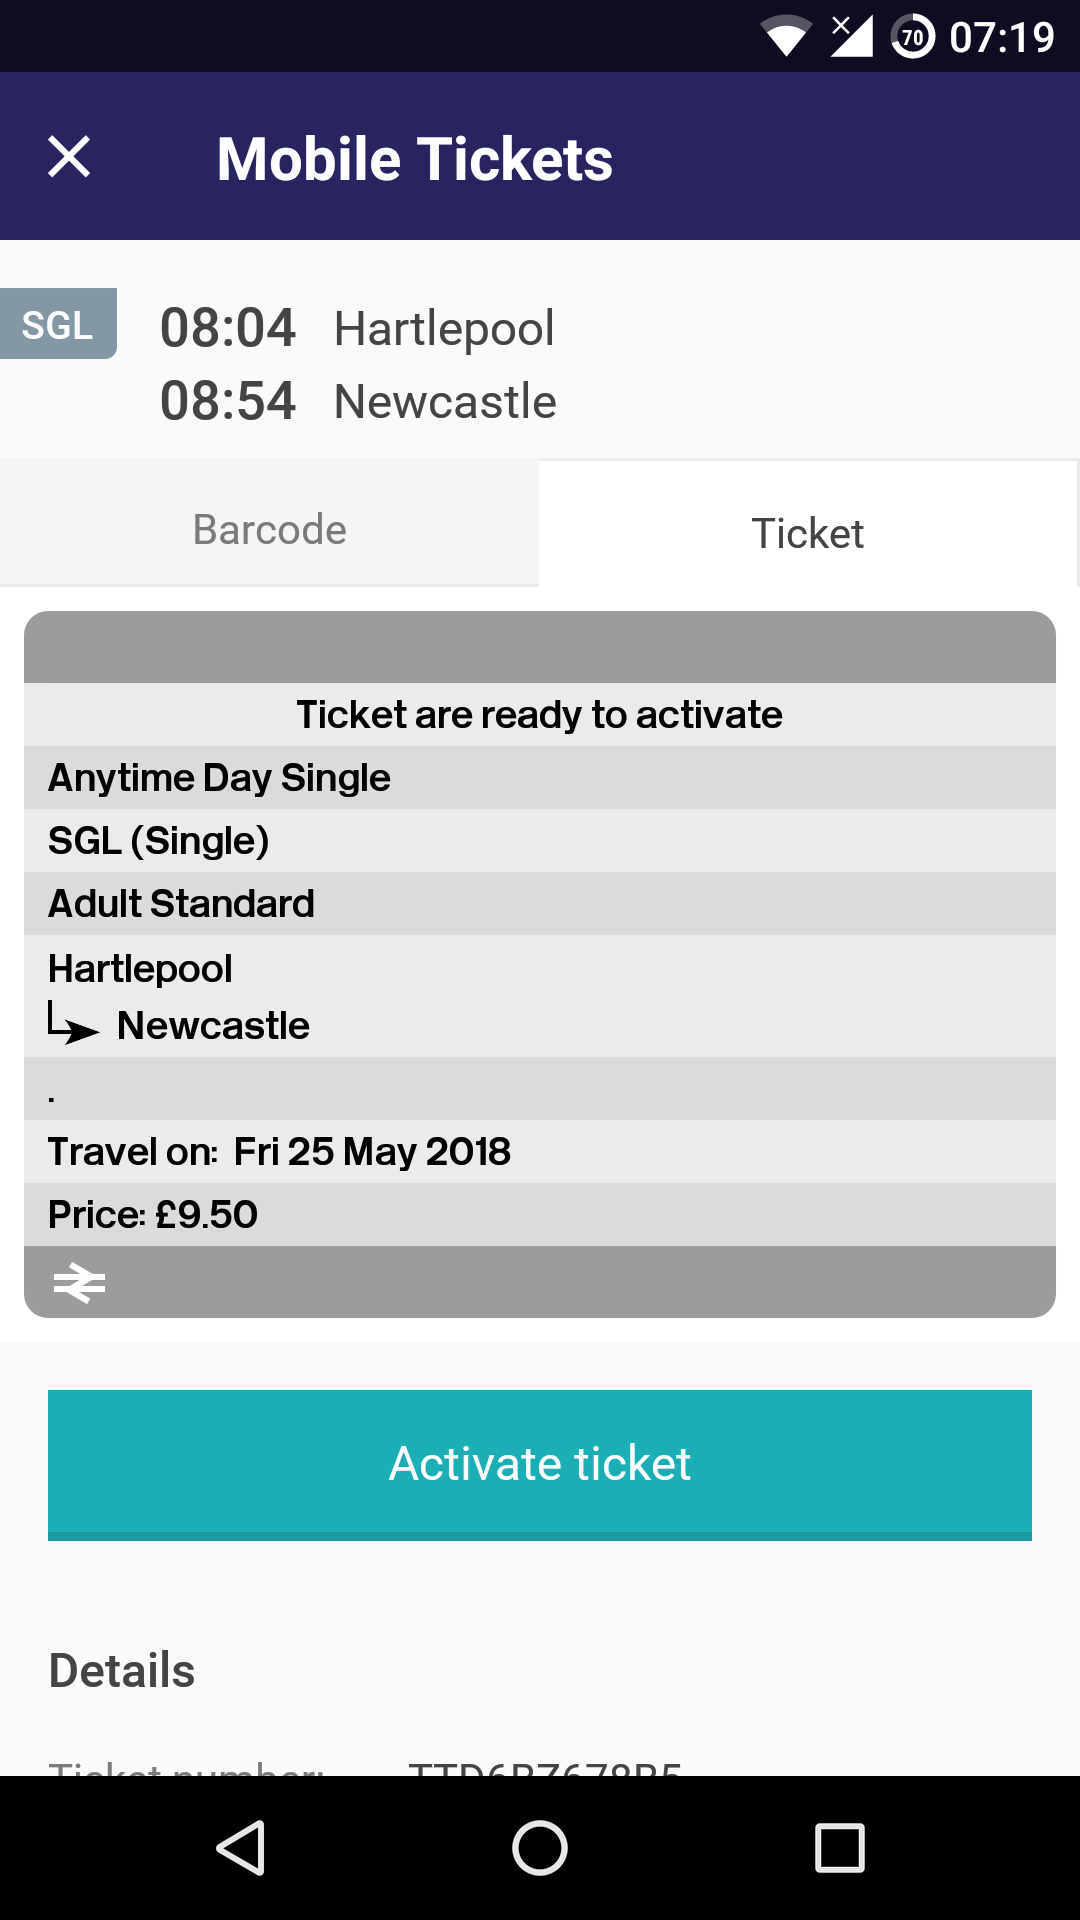 70 07:19
Mobile Tickets
SGL 08:04 Hartlepool
08:54 Newcastle
Barcode Ticket
Ticket are ready to activate
Anytime Day Single
SGL (Single)
Adult Standard
Hartlepool
Newcastle
.
Travel on: Fri 25 May 2018
Price: £9.50
Activate ticket
Details
Ticket number: